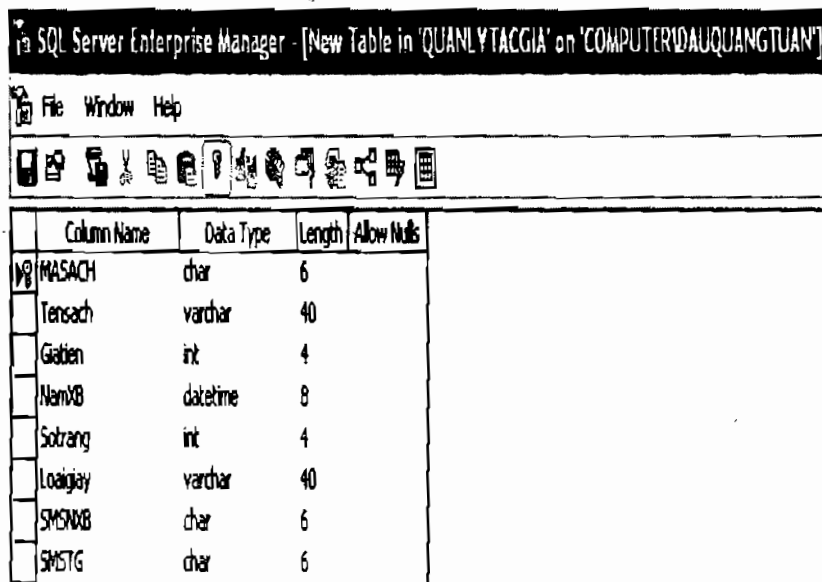 SQL Server Enterprise Manager - [New Table in 'QUANLYTACGIA' on 'COMPUTER\DAUQUANGTUAN']
File Window Help
Column Name Data Type Length Allow Nulls
MASACH char 6
Tensach varchar 40
Giatien int 4
NamXB datetime 8
Sotrang int 4
Loaigiay varchar 40
SMSNXB char 6
SMSTG char 6